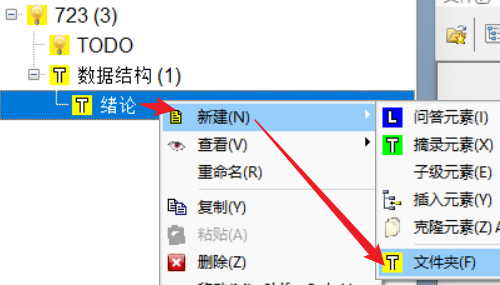 723 (3)
TODO
数据结构 (1)
绪论
新建(N)
查看(V)
重命名(R)
复制(Y)
粘贴(A)
删除(Z)
问答元素(I)
摘录元素(X)
子级元素(E)
插入元素(Y)
克隆元素(Z) A
文件夹(F)